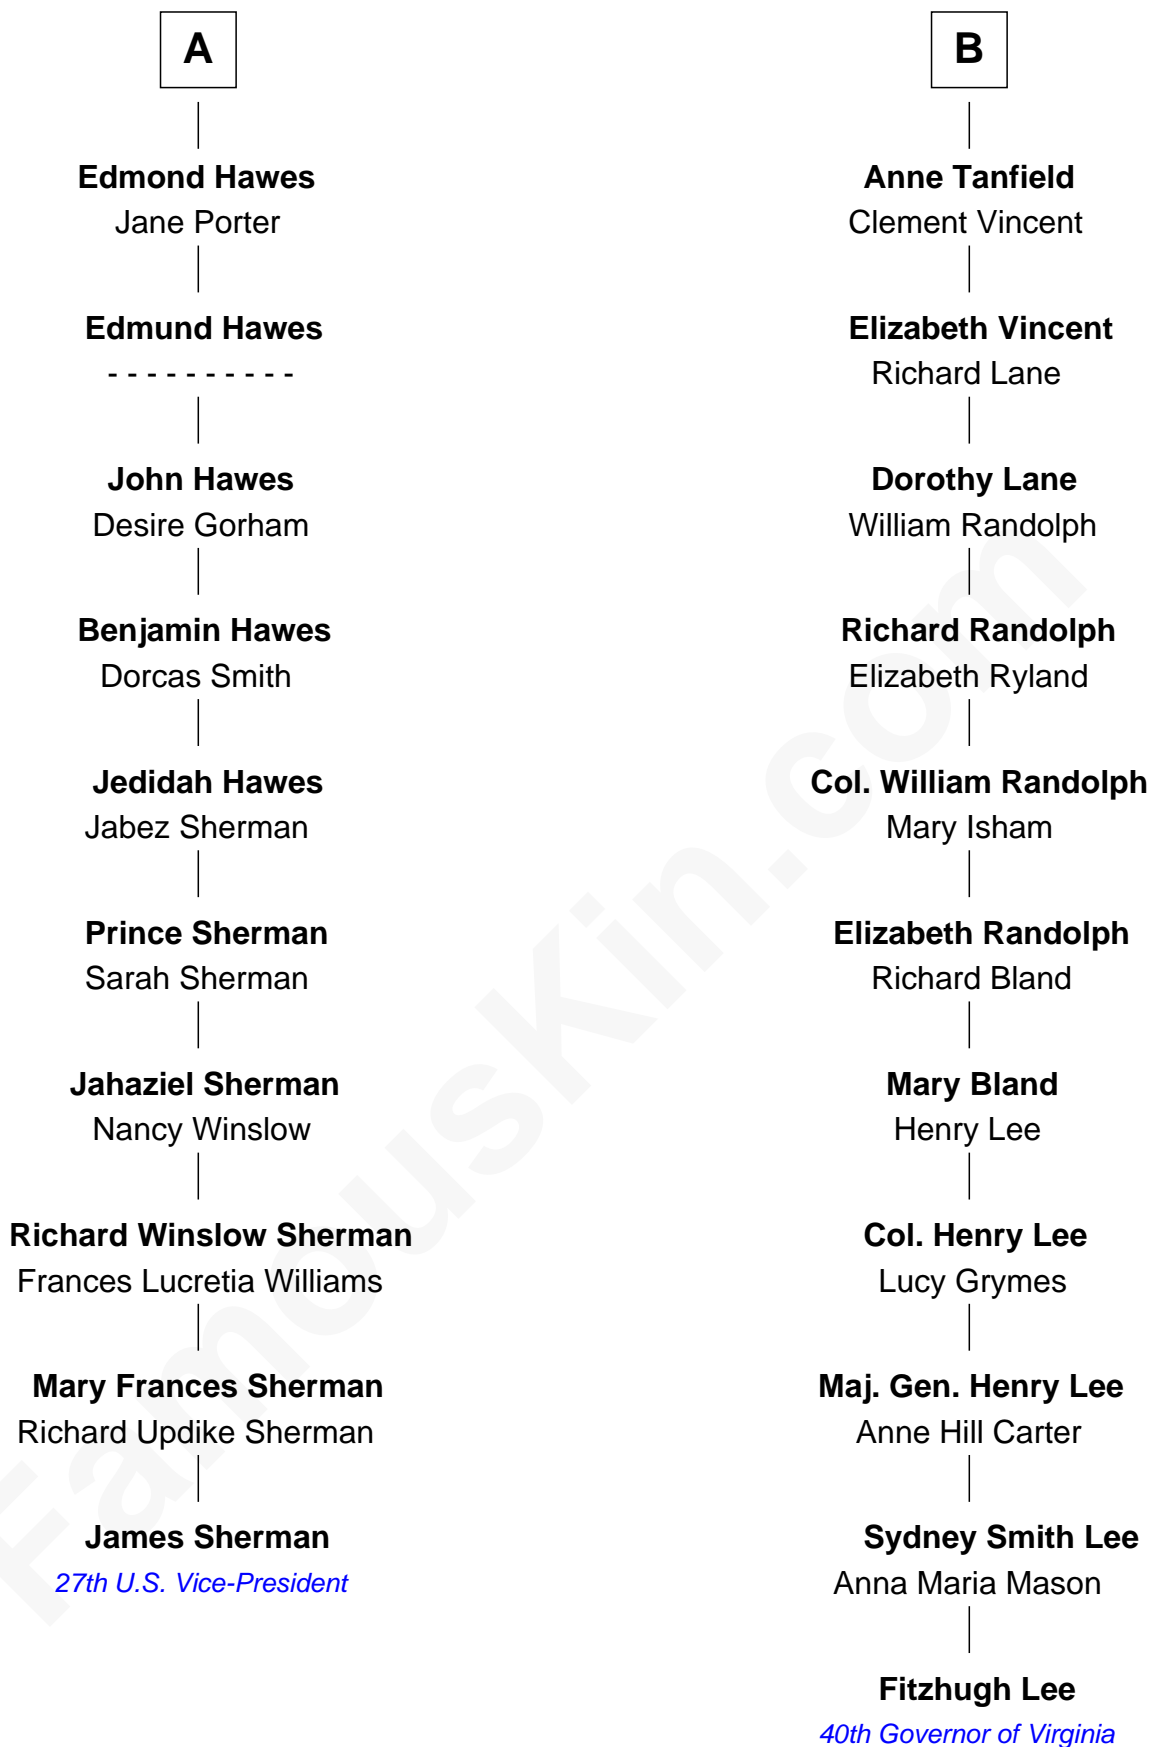 A
Edmond Hawes
Jane Porter
Edmund Hawes
- - - - - - - - - -
John Hawes
Desire Gorham
Benjamin Hawes
Dorcas Smith
Jedidah Hawes
Jabez Sherman
Prince Sherman
Sarah Sherman
Jahaziel Sherman
Nancy Winslow
Richard Winslow Sherman
Frances Lucretia Williams
Mary Frances Sherman
Richard Updike Sherman
James Sherman
27th U.S. Vice-President
B
Anne Tanfield
Clement Vincent
Elizabeth Vincent
Richard Lane
Dorothy Lane
William Randolph
Richard Randolph
Elizabeth Ryland
Col. William Randolph
Mary Isham
Elizabeth Randolph
Richard Bland
Mary Bland
Henry Lee
Col. Henry Lee
Lucy Grymes
Maj. Gen. Henry Lee
Anne Hill Carter
Sydney Smith Lee
Anna Maria Mason
Fitzhugh Lee
40th Governor of Virginia
FamousKin.com